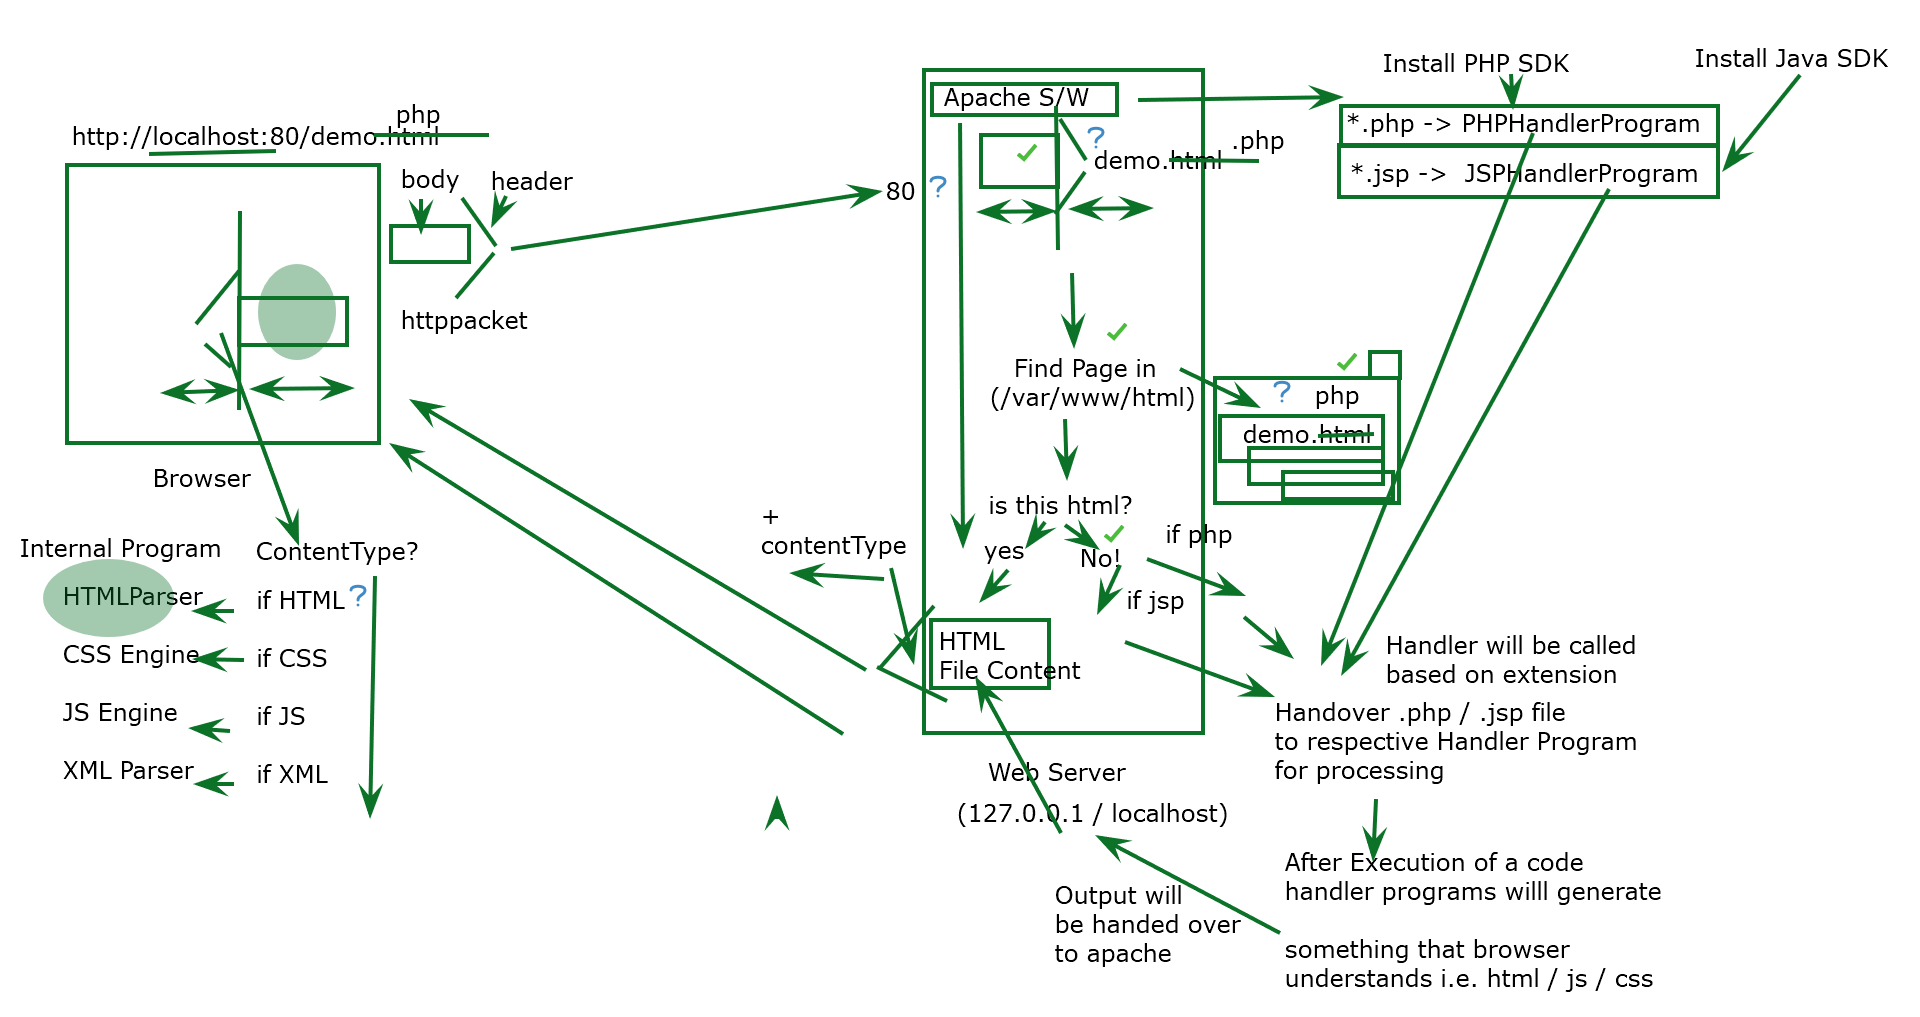 Install PHP SDK
Install Java SDK
php
http://localhost:80/demo.html
body
header
httppacket
Browser
Apache S/W
80 ?
?
demo.html
.php
*.php -> PHPHandlerProgram
*.jsp -> JSPHandlerProgram
Find Page in
(/var/www/html)
? php
demo.html
is this html?
yes
No!
if php
if jsp
+
contentType
HTML
File Content
Web Server
(127.0.0.1 / localhost)
Internal Program
ContentType?
HTMLParser
if HTML ?
CSS Engine
if CSS
JS Engine
if JS
XML Parser
if XML
Handler will be called
based on extension
Handover .php / .jsp file
to respective Handler Program
for processing
After Execution of a code
handler programs willl generate
something that browser
understands i.e. html / js / css
Output will
be handed over
to apache